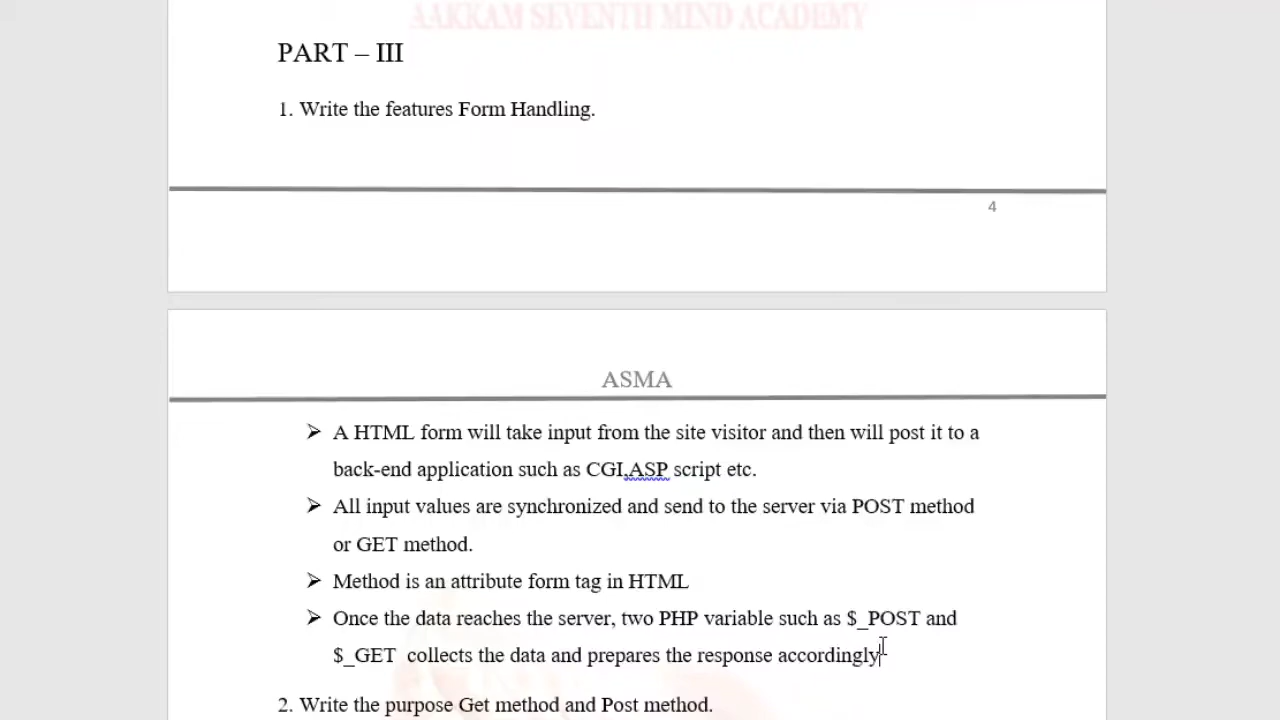 AAKKAM SEVENTH MIND ACADEMY
PART – III
1. Write the features Form Handling.
4
ASMA
➢ A HTML form will take input from the site visitor and then will post it to a
back-end application such as CGI,ASP script etc.
➢ All input values are synchronized and send to the server via POST method
or GET method.
➢ Method is an attribute form tag in HTML
➢ Once the data reaches the server, two PHP variable such as $_POST and
$_GET  collects the data and prepares the response accordingly
2. Write the purpose Get method and Post method.